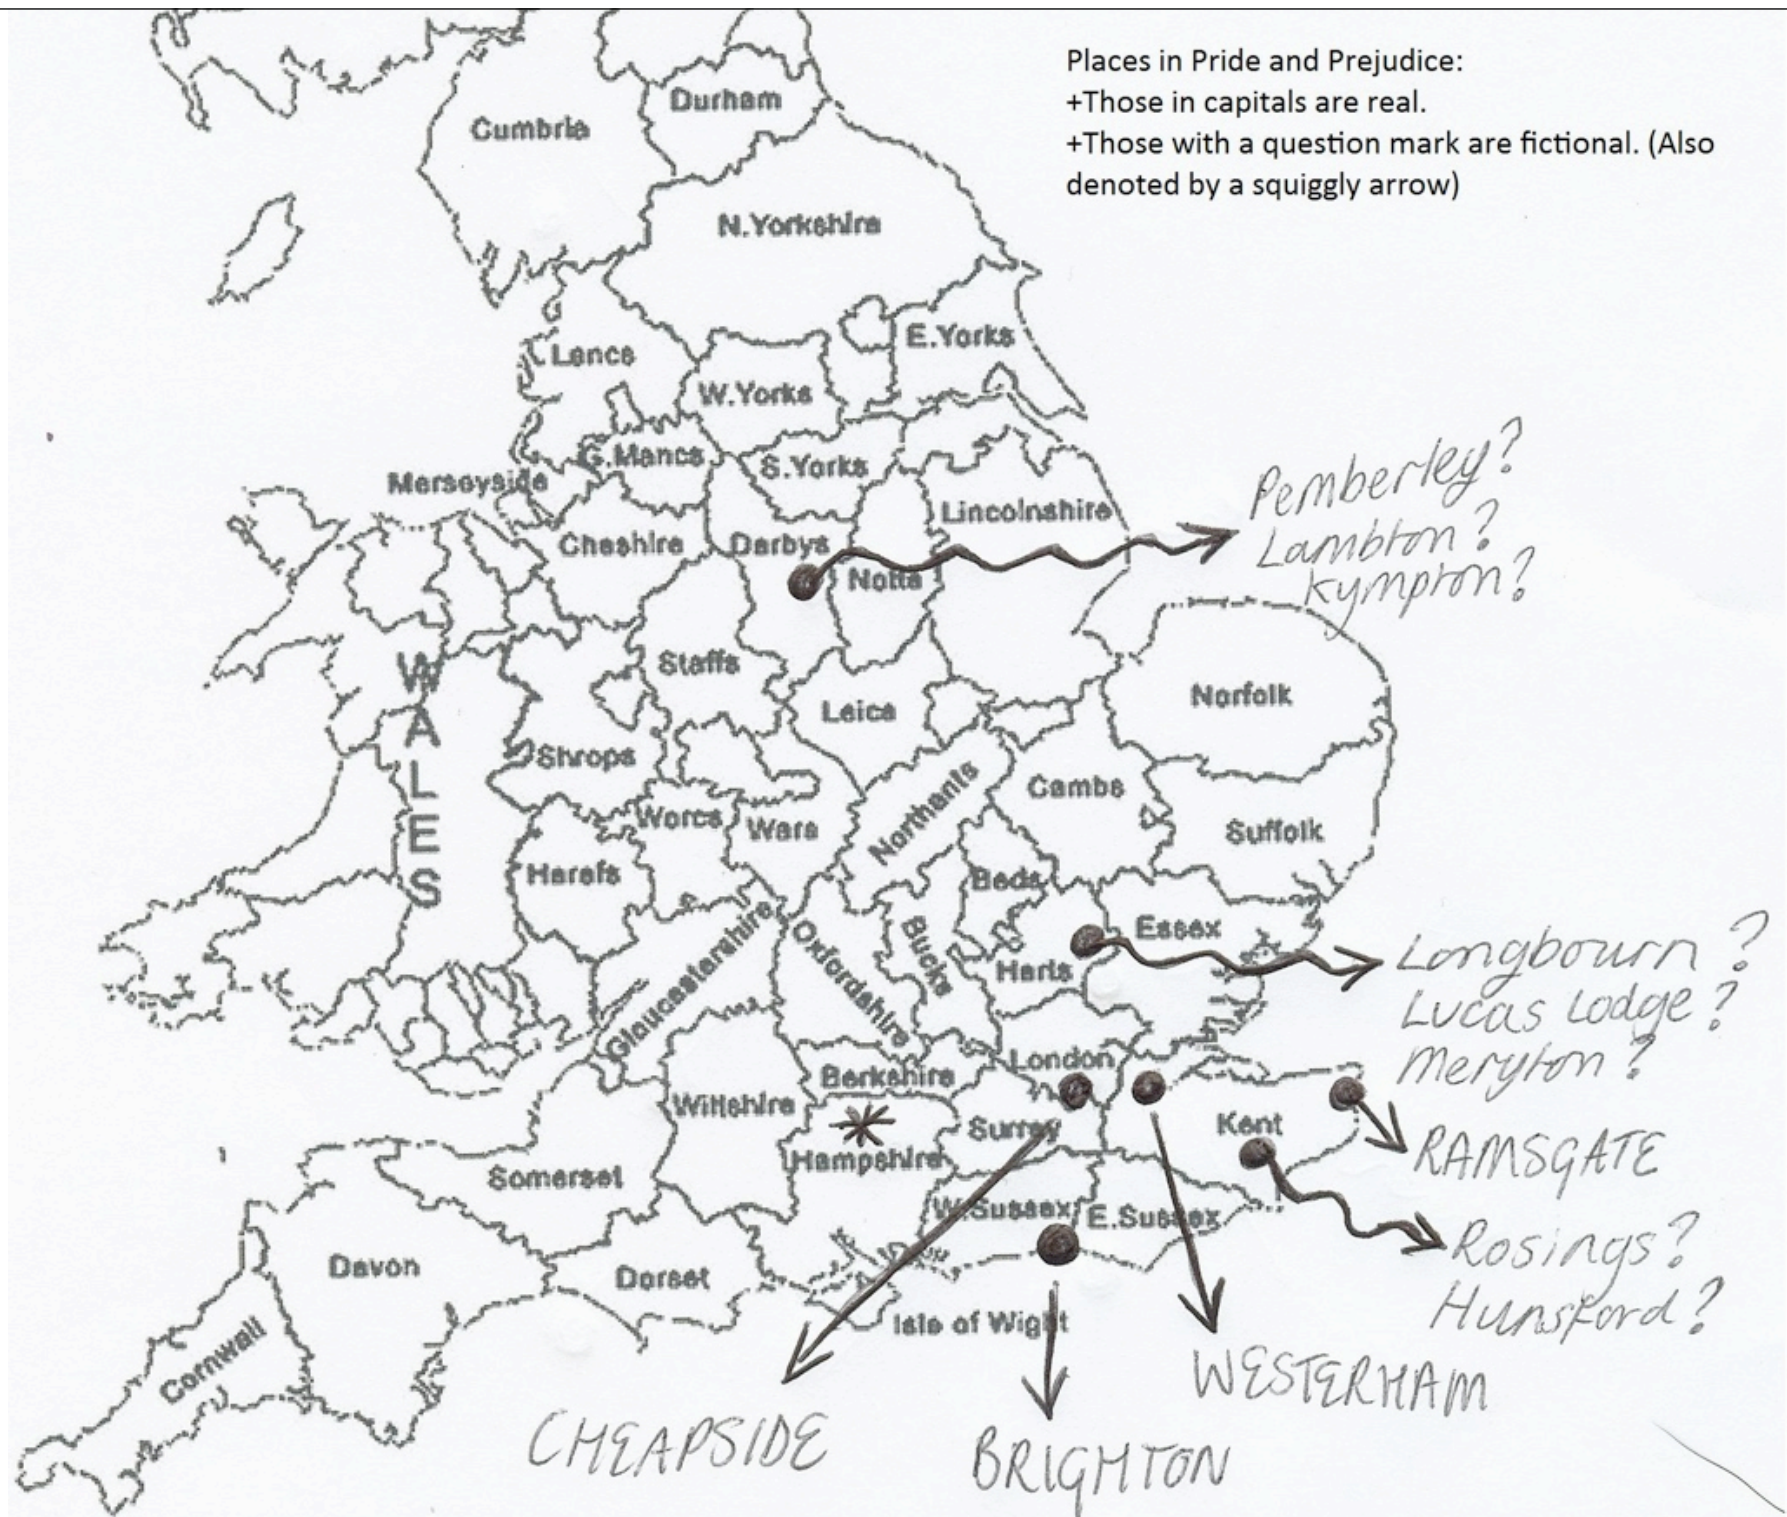 Places in Pride and Prejudice:
+Those in capitals are real.
+Those with a question mark are fictional. (Also
denoted by a squiggly arrow)
Durham
Cumbria
N.Yorkshire
E.Yorks
Lancs
W.Yorks
G.Mancs
S.Yorks
Merseyside
Lincolnshire
Cheshire
Derbys
Notts
Pemberley?
Lambton?
Kympton?
WALES
Staffs
Norfolk
Leics
Shrops
Northants
Cambs
Worcs
Wars
Suffolk
Herefs
Beds
Gloucestershire
Oxfordshire
Bucks
Essex
Herts
Longbourn?
Lucas Lodge?
Meryton?
London
Berkshire
Wiltshire
Surrey
Kent
Hampshire
RAMSGATE
Somerset
W.Sussex
E.Sussex
Rosings?
Hunsford?
Devon
Dorset
Isle of Wight
Cornwall
WESTERHAM
CHEAPSIDE
BRIGHTON